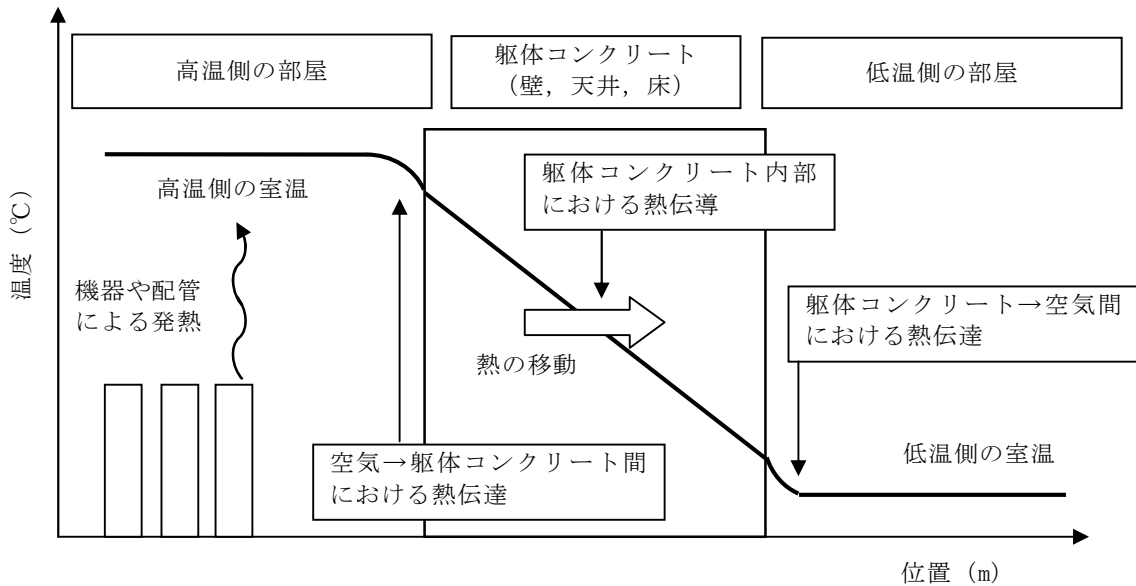 高温側の部屋
躯体コンクリート
(壁,天井,床)
低温側の部屋
温度 (℃)
高温側の室温
躯体コンクリート内部
における熱伝導
機器や配管
による発熱
熱の移動
躯体コンクリート→空気間
における熱伝達
空気→躯体コンクリート間
における熱伝達
低温側の室温
位置 (m)